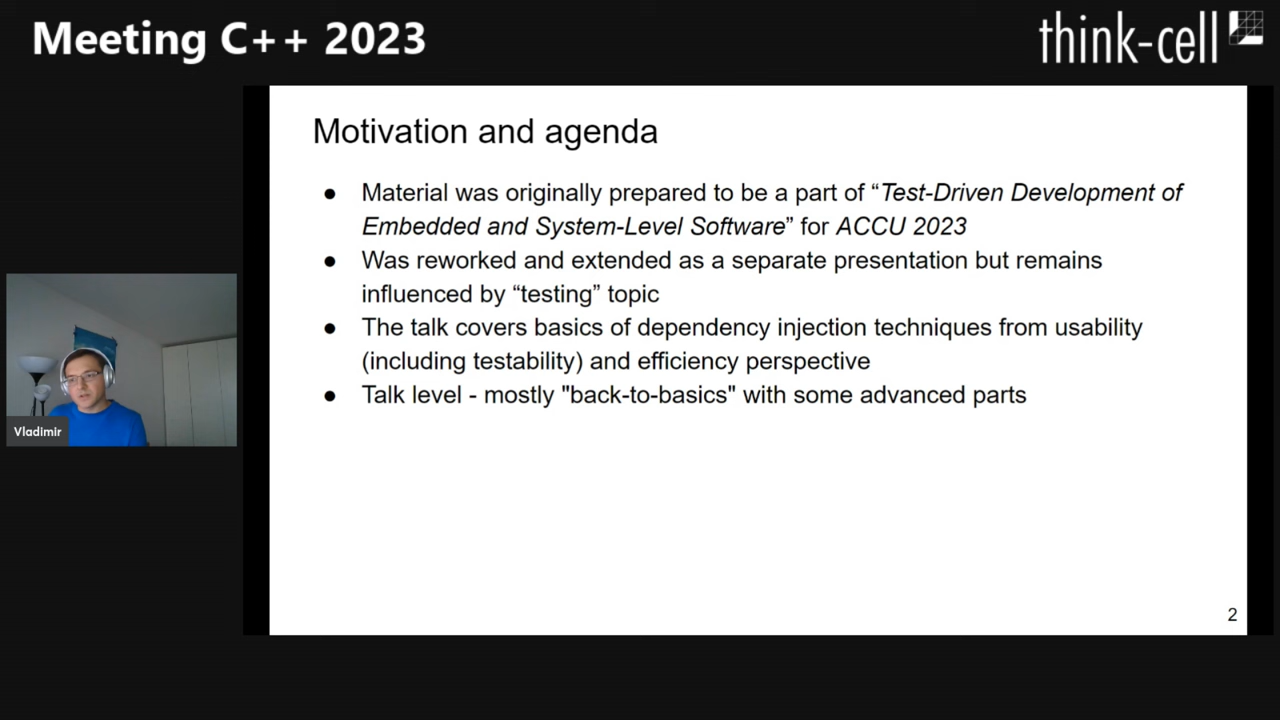 Meeting C++ 2023
think-cell
Motivation and agenda
● Material was originally prepared to be a part of “Test-Driven Development of
Embedded and System-Level Software” for ACCU 2023
● Was reworked and extended as a separate presentation but remains
influenced by “testing” topic
● The talk covers basics of dependency injection techniques from usability
(including testability) and efficiency perspective
● Talk level - mostly "back-to-basics" with some advanced parts
Vladimir
2